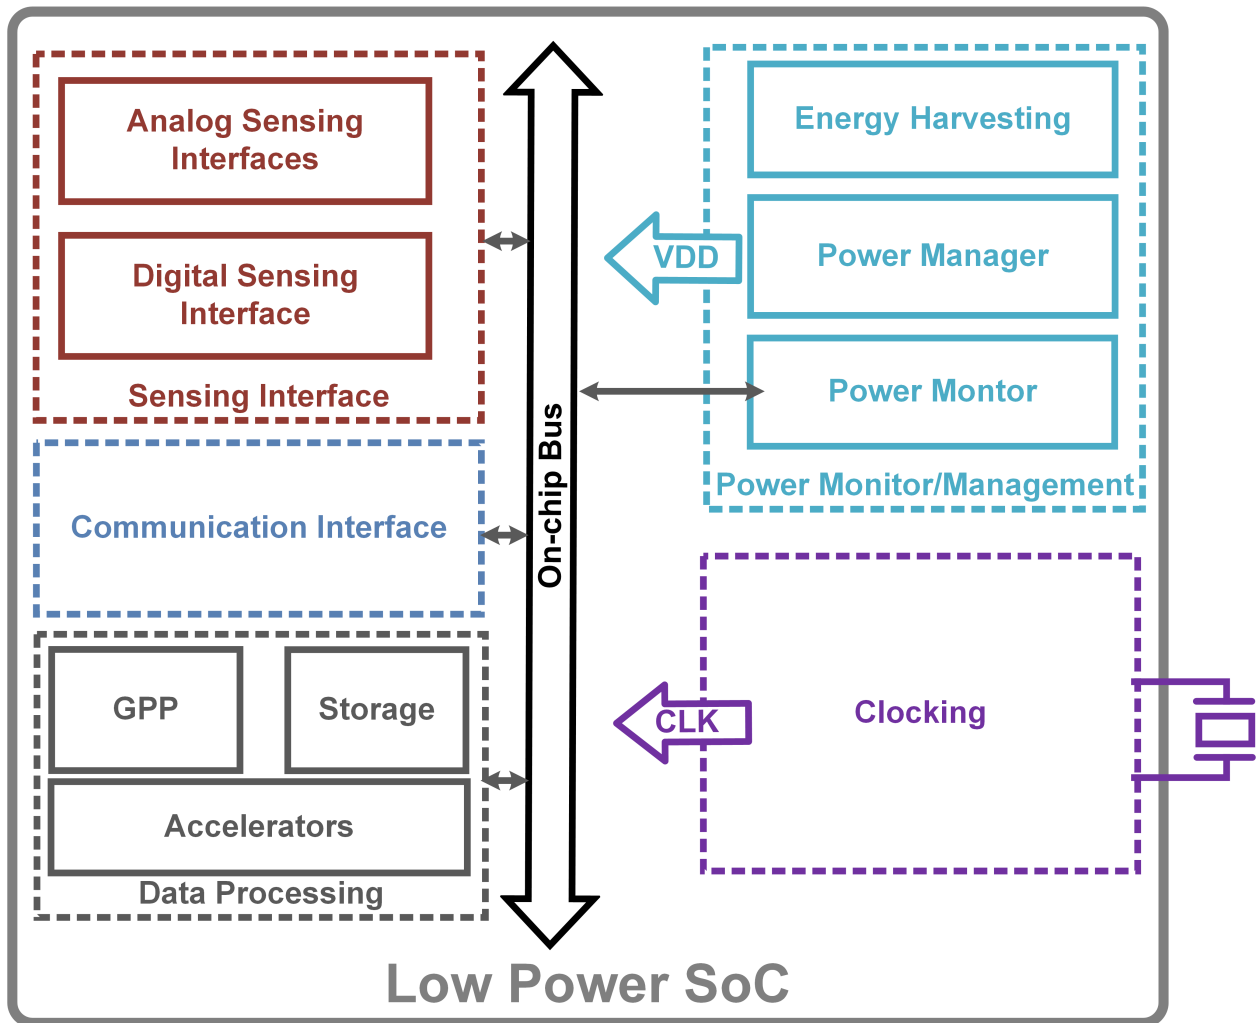 Analog Sensing
Interfaces
Digital Sensing
Interface
Sensing Interface
Communication Interface
GPP
Storage
Accelerators
Data Processing
On-chip Bus
Energy Harvesting
VDD
Power Manager
Power Montor
Power Monitor/Management
CLK
Clocking
Low Power SoC